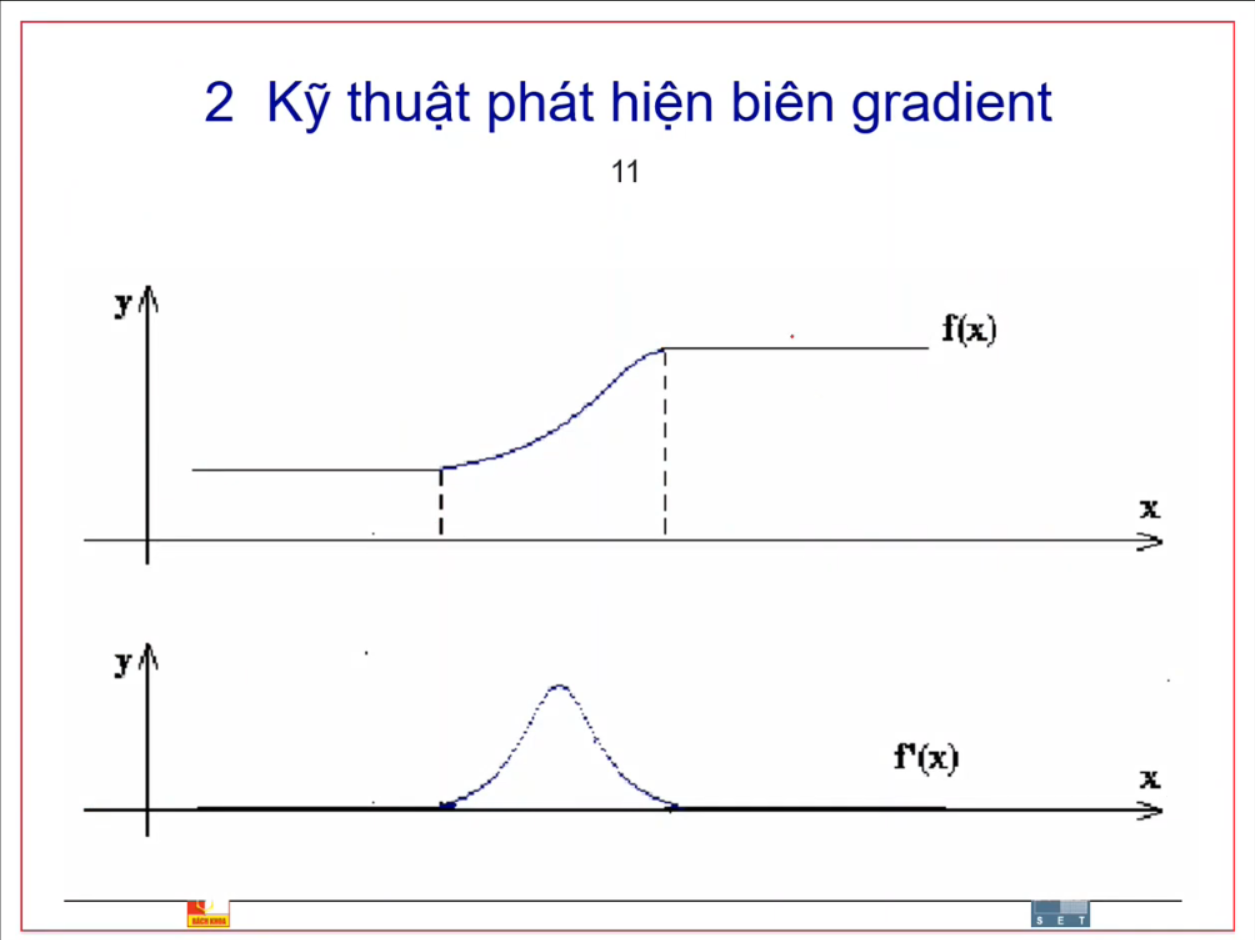 2 Kỹ thuật phát hiện biên gradient
11
y
f(x)
x
y
f'(x)
x
BÁCH KHOA
S E T